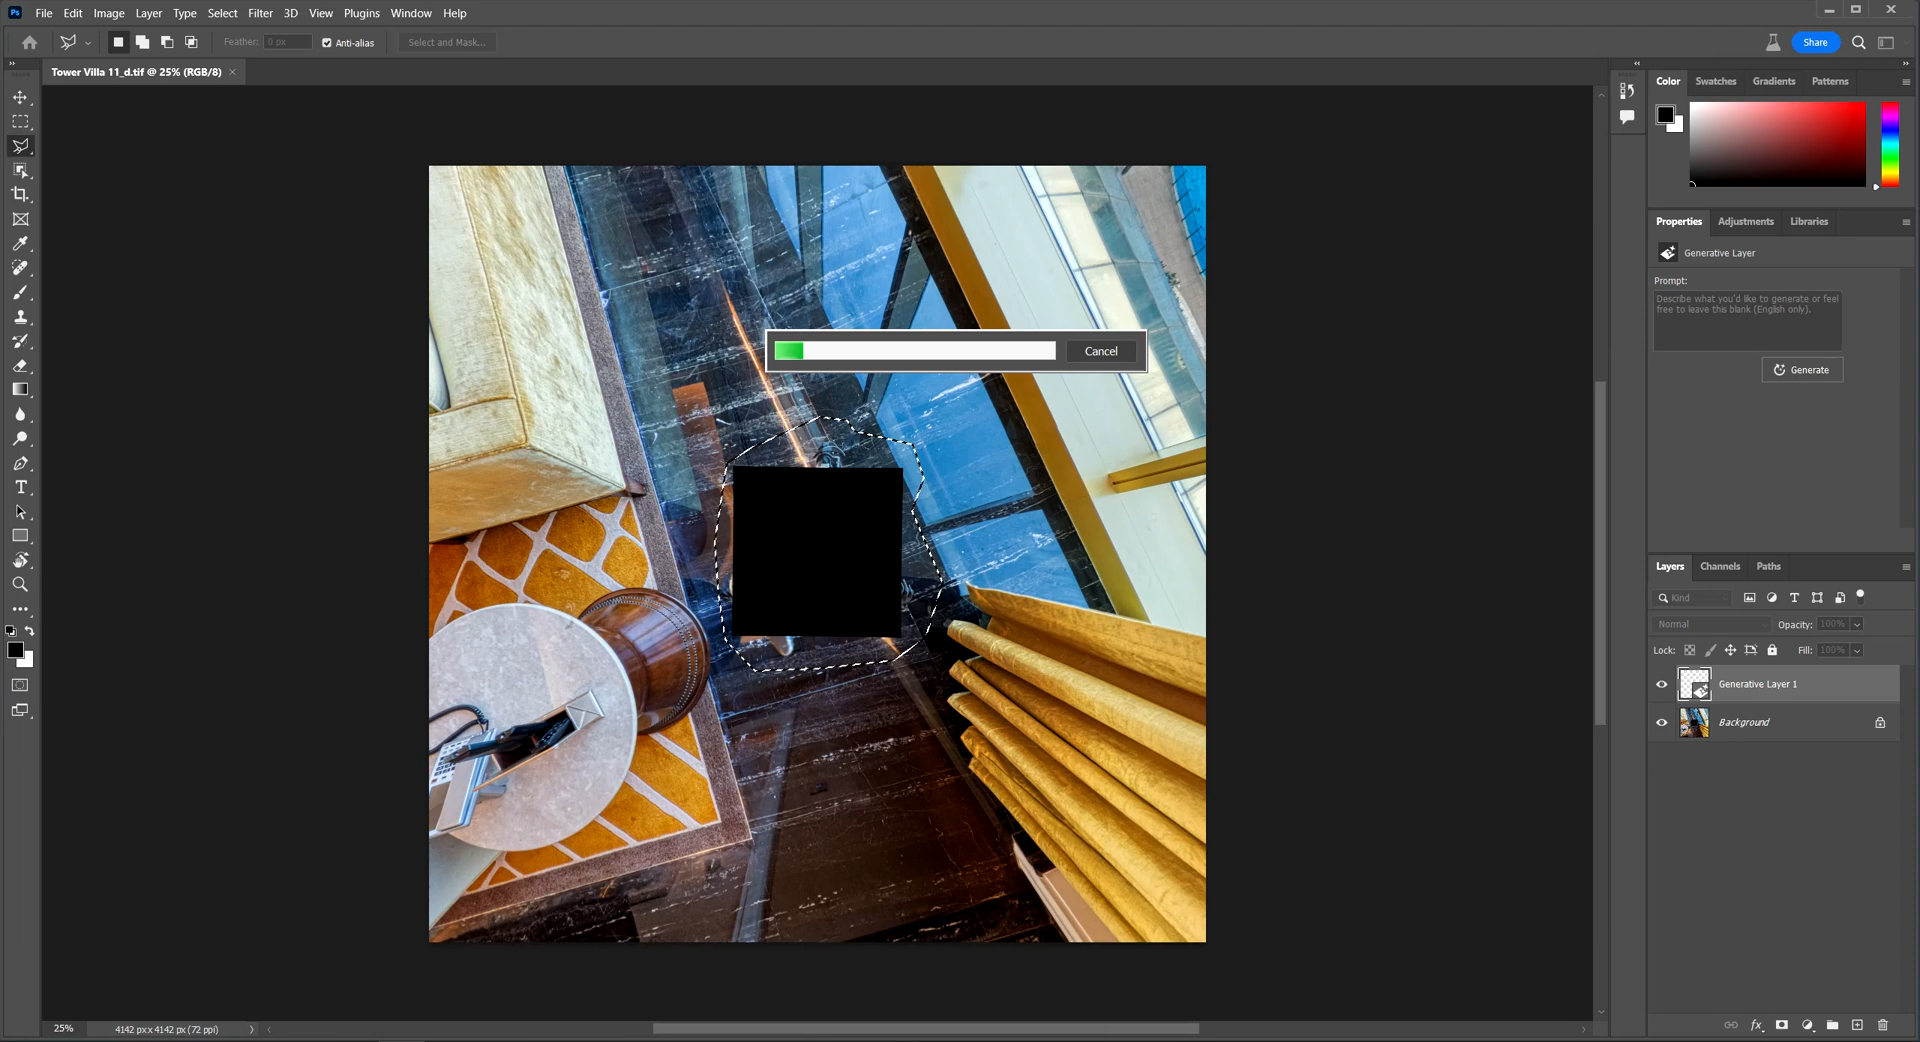 Ps File Edit Image Layer Type Select Filter 3D View Plugins Window Help
Feather: 0 px Anti-alias Select and Mask... Share
Tower Villa 11_d.tif @ 25% (RGB/8)
Color Swatches Gradients Patterns
Properties Adjustments Libraries
Generative Layer
Prompt:
Describe what you'd like to generate or feel
free to leave this blank (English only).
Cancel
Generate
Layers Channels Paths
Kind
Normal Opacity: 100%
Lock: Fill: 100%
Generative Layer 1
Background
25% 4142 px x 4142 px (72 ppi)
fx